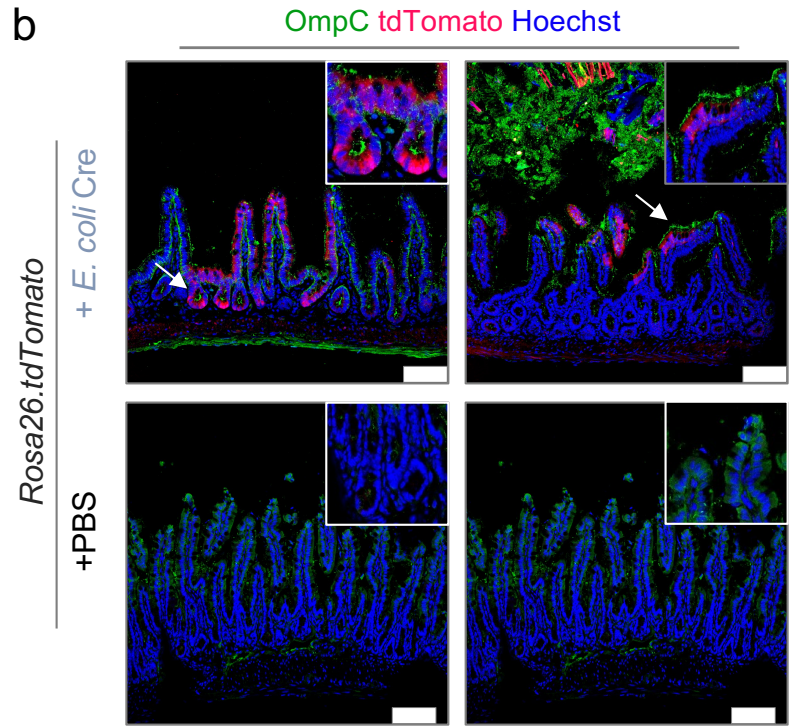 b
OmpC tdTomato Hoechst
Rosa26.tdTomato
+ E. coli Cre
+PBS